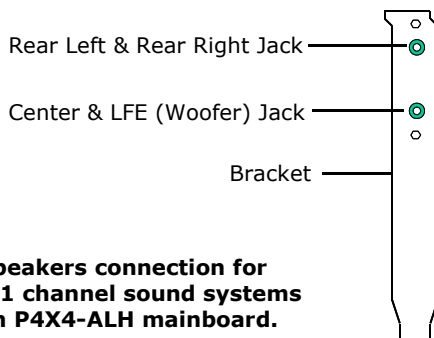 Rear Left & Rear Right Jack
Center & LFE (Woofer) Jack
Bracket
peakers connection for
1 channel sound systems
P4X4-ALH mainboard.